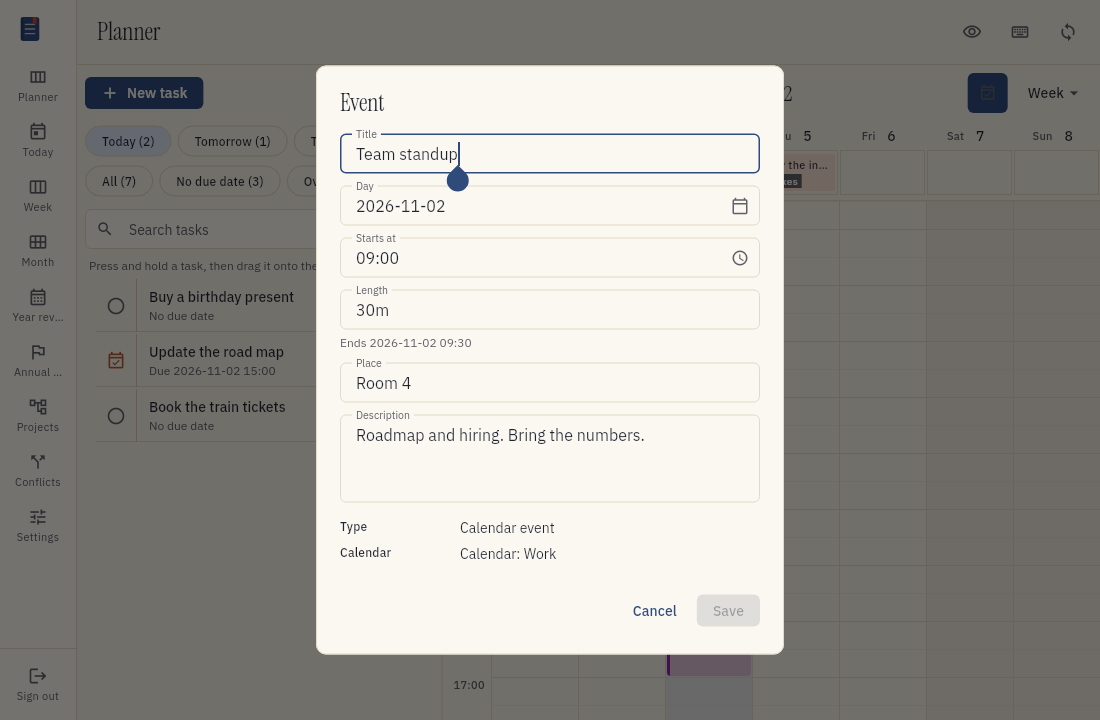 Planner
Planner
Today
Week
Month
Year rev...
Annual ...
Projects
Conflicts
Settings
Sign out
New task
Today (2)
Tomorrow (1)
All (7)
No due date (3)
Search tasks
Press and hold a task, then drag it onto the
Buy a birthday present
No due date
Update the road map
Due 2026-11-02 15:00
Book the train tickets
No due date
Week
5
Fri 6
Sat 7
Sun 8
the in...
17:00
Event
Title
Team standup
Day
2026-11-02
Starts at
09:00
Length
30m
Ends 2026-11-02 09:30
Place
Room 4
Description
Roadmap and hiring. Bring the numbers.
Type
Calendar event
Calendar
Calendar: Work
Cancel
Save